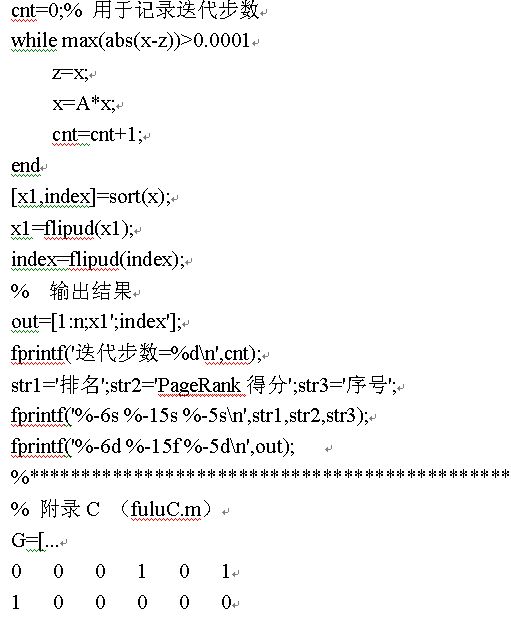 cnt=0;% 用于记录迭代步数
while max(abs(x-z))>0.0001
z=x;
x=A*x;
cnt=cnt+1;
end
[x1,index]=sort(x);
x1=flipud(x1);
index=flipud(index);
% 输出结果
out=[1:n;x1';index'];
fprintf('迭代步数=%d\n',cnt);
str1='排名';str2='PageRank 得分';str3='序号';
fprintf('%-6s %-15s %-5s\n',str1,str2,str3);
fprintf('%-6d %-15f %-5d\n',out);
%***********************************************
% 附录 C （fuluC.m）
G=[...
0 0 0 1 0 1
1 0 0 0 0 0